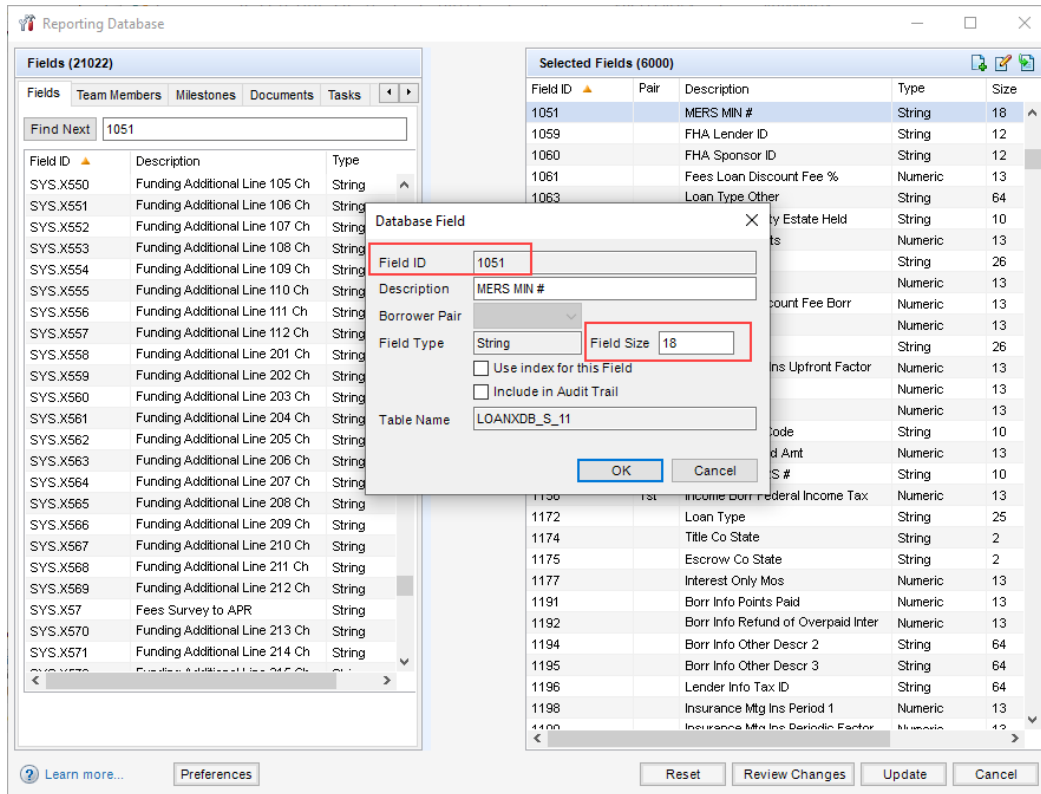 Reporting Database
Fields (21022)
Fields Team Members Milestones Documents Tasks
Find Next 1051
Field ID Description Type
SYS.X550 Funding Additional Line 105 Ch String
SYS.X551 Funding Additional Line 106 Ch String
SYS.X552 Funding Additional Line 107 Ch String
SYS.X553 Funding Additional Line 108 Ch String
SYS.X554 Funding Additional Line 109 Ch String
SYS.X555 Funding Additional Line 110 Ch String
SYS.X556 Funding Additional Line 111 Ch String
SYS.X557 Funding Additional Line 112 Ch String
SYS.X558 Funding Additional Line 201 Ch String
SYS.X559 Funding Additional Line 202 Ch String
SYS.X560 Funding Additional Line 203 Ch String
SYS.X561 Funding Additional Line 204 Ch String
SYS.X562 Funding Additional Line 205 Ch String
SYS.X563 Funding Additional Line 206 Ch String
SYS.X564 Funding Additional Line 207 Ch String
SYS.X565 Funding Additional Line 208 Ch String
SYS.X566 Funding Additional Line 209 Ch String
SYS.X567 Funding Additional Line 210 Ch String
SYS.X568 Funding Additional Line 211 Ch String
SYS.X569 Funding Additional Line 212 Ch String
SYS.X57 Fees Survey to APR String
SYS.X570 Funding Additional Line 213 Ch String
SYS.X571 Funding Additional Line 214 Ch String
Selected Fields (6000)
Field ID Pair Description Type Size
1051 MERS MIN # String 18
1059 FHA Lender ID String 12
1060 FHA Sponsor ID String 12
1061 Fees Loan Discount Fee % Numeric 13
1063 Loan Type Other String 64
ty Estate Held String 10
ts Numeric 13
String 26
Numeric 13
count Fee Borr Numeric 13
Numeric 13
String 26
Ins Upfront Factor Numeric 13
Numeric 13
Numeric 13
Code String 10
d Amt Numeric 13
S # String 10
1156 1st Income Borr Federal Income Tax Numeric 13
1172 Loan Type String 25
1174 Title Co State String 2
1175 Escrow Co State String 2
1177 Interest Only Mos Numeric 13
1191 Borr Info Points Paid Numeric 13
1192 Borr Info Refund of Overpaid Inter Numeric 13
1194 Borr Info Other Descr 2 String 64
1195 Borr Info Other Descr 3 String 64
1196 Lender Info Tax ID String 64
1198 Insurance Mtg Ins Period 1 Numeric 13
Insurance Mtg Ins Periodic Factor Numeric 13
Database Field
Field ID 1051
Description MERS MIN #
Borrower Pair
Field Type String Field Size 18
Use index for this Field
Include in Audit Trail
Table Name LOANXDB_S_11
OK Cancel
? Learn more... Preferences Reset Review Changes Update Cancel